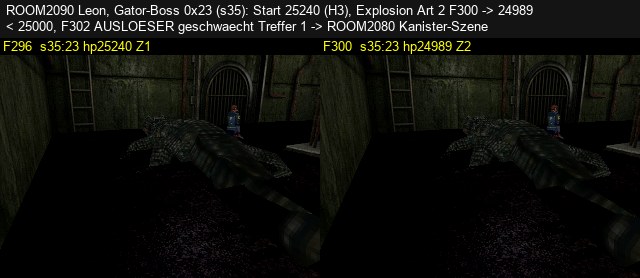 ROOM2090 Leon, Gator-Boss 0x23 (s35): Start 25240 (H3), Explosion Art 2 F300 -> 24989
< 25000, F302 AUSLOESER geschwaecht Treffer 1 -> ROOM2080 Kanister-Szene
F296 s35:23 hp25240 Z1
F300 s35:23 hp24989 Z2